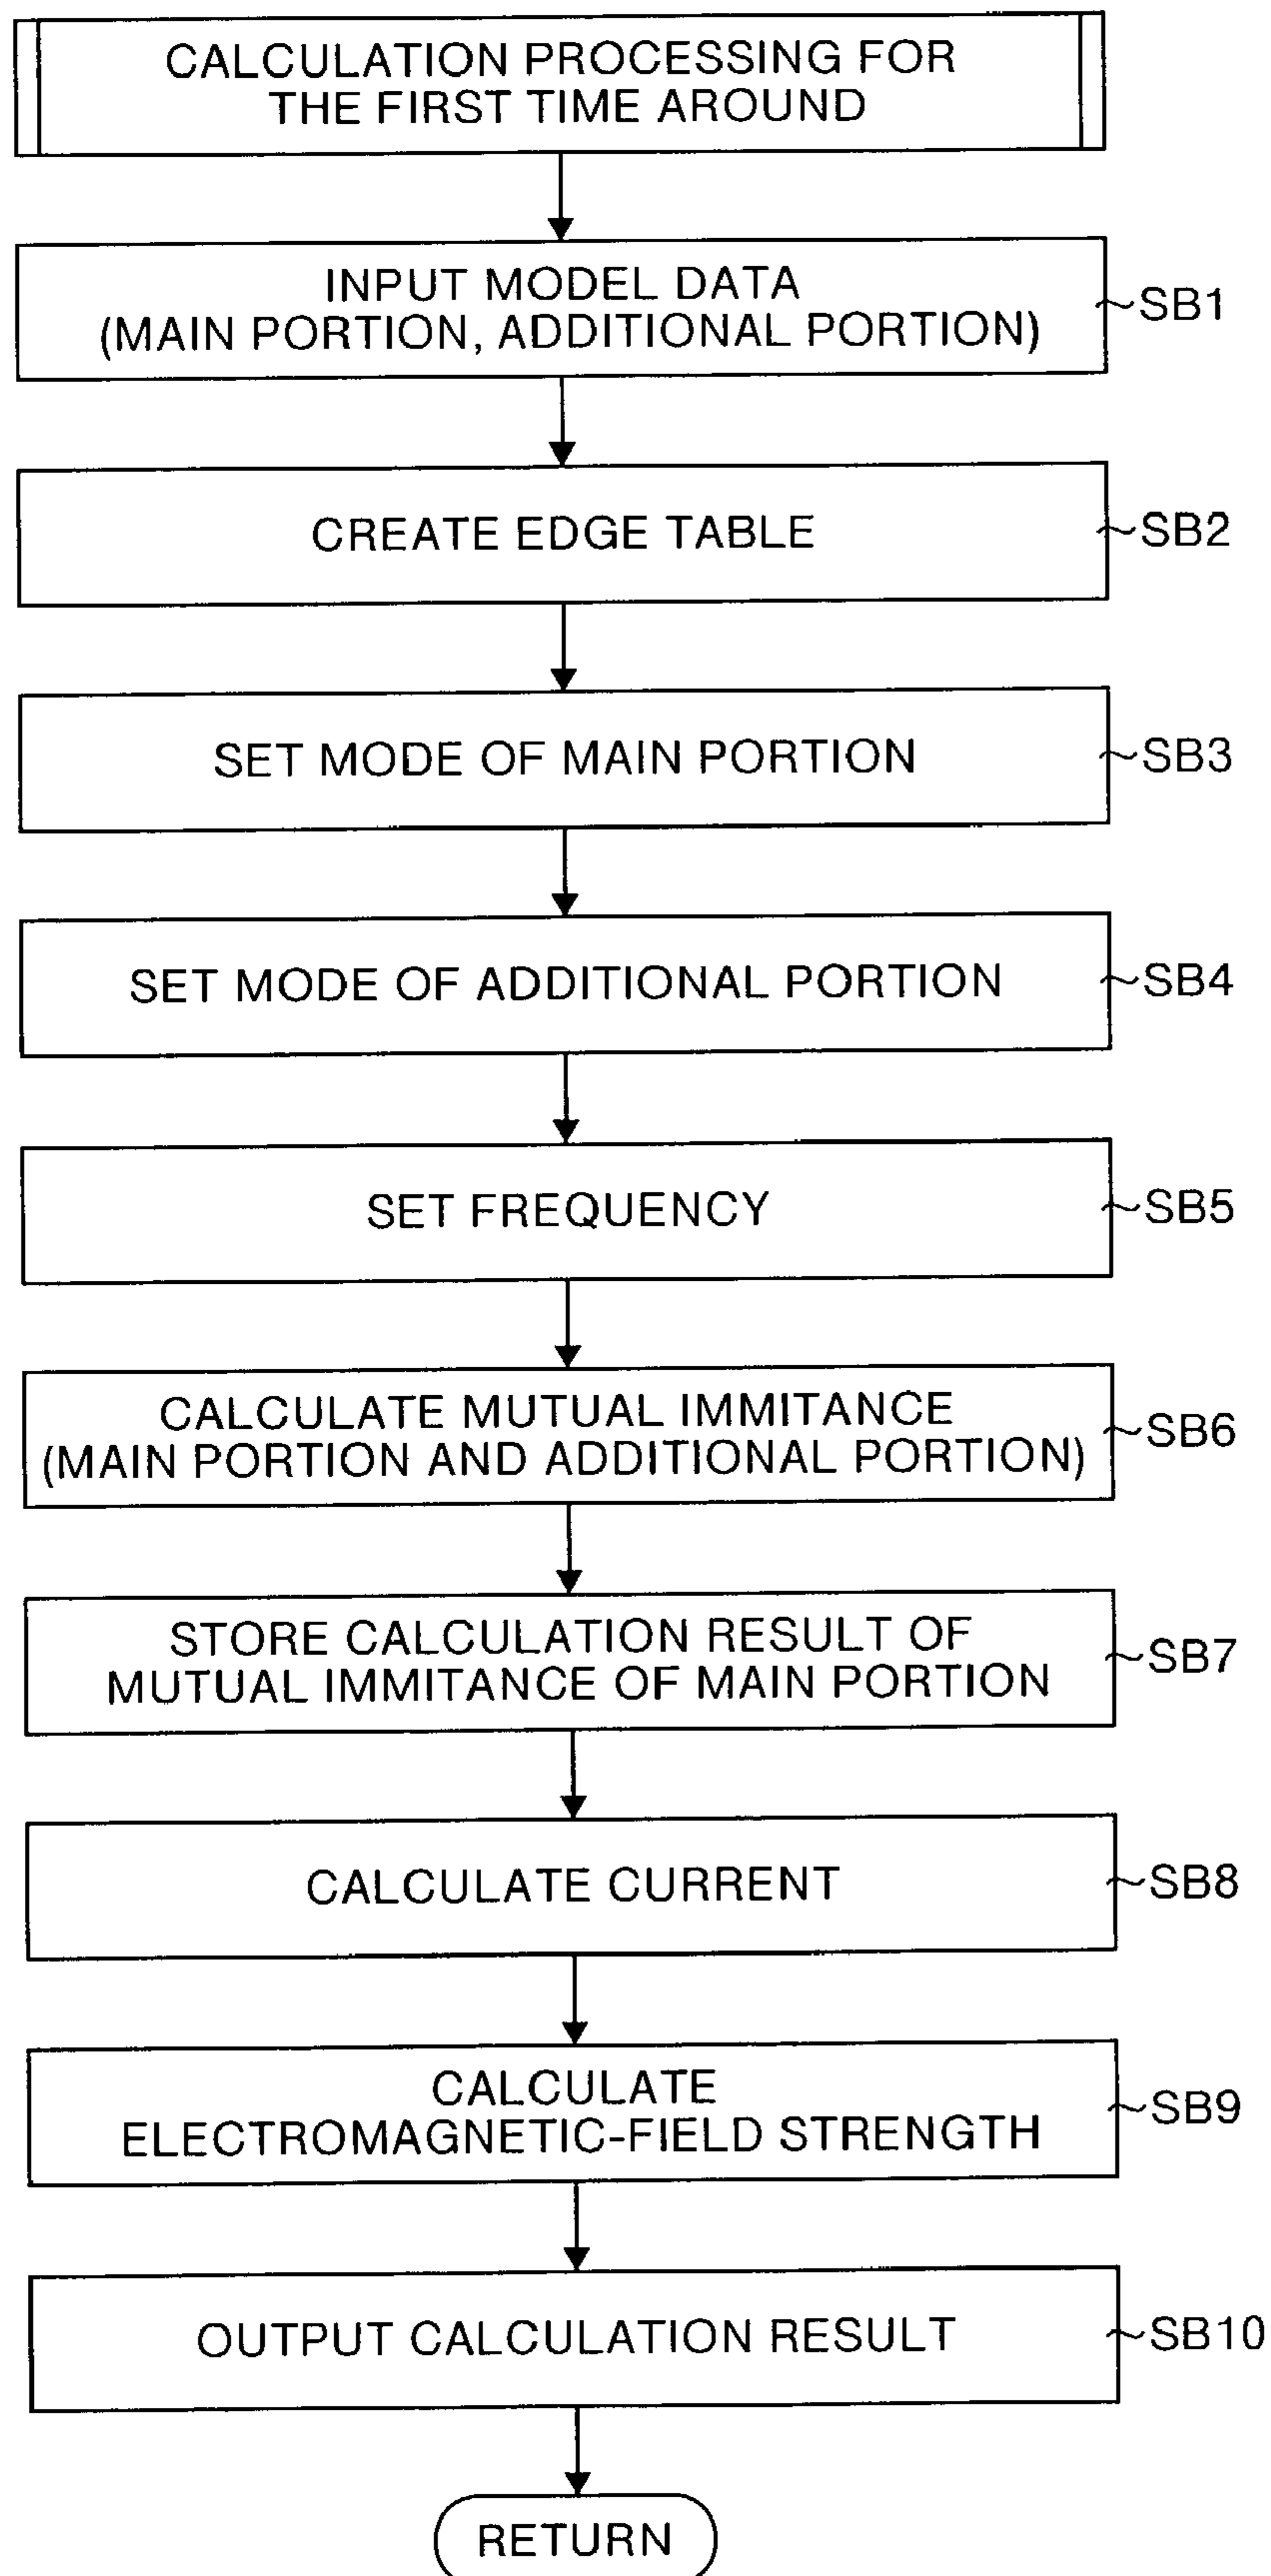 CALCULATION PROCESSING FOR
THE FIRST TIME AROUND
INPUT MODEL DATA
(MAIN PORTION, ADDITIONAL PORTION)
SB1
CREATE EDGE TABLE
SB2
SET MODE OF MAIN PORTION
SB3
SET MODE OF ADDITIONAL PORTION
SB4
SET FREQUENCY
SB5
CALCULATE MUTUAL IMMITANCE
(MAIN PORTION AND ADDITIONAL PORTION)
SB6
STORE CALCULATION RESULT OF
MUTUAL IMMITANCE OF MAIN PORTION
SB7
CALCULATE CURRENT
SB8
CALCULATE
ELECTROMAGNETIC-FIELD STRENGTH
SB9
OUTPUT CALCULATION RESULT
SB10
RETURN